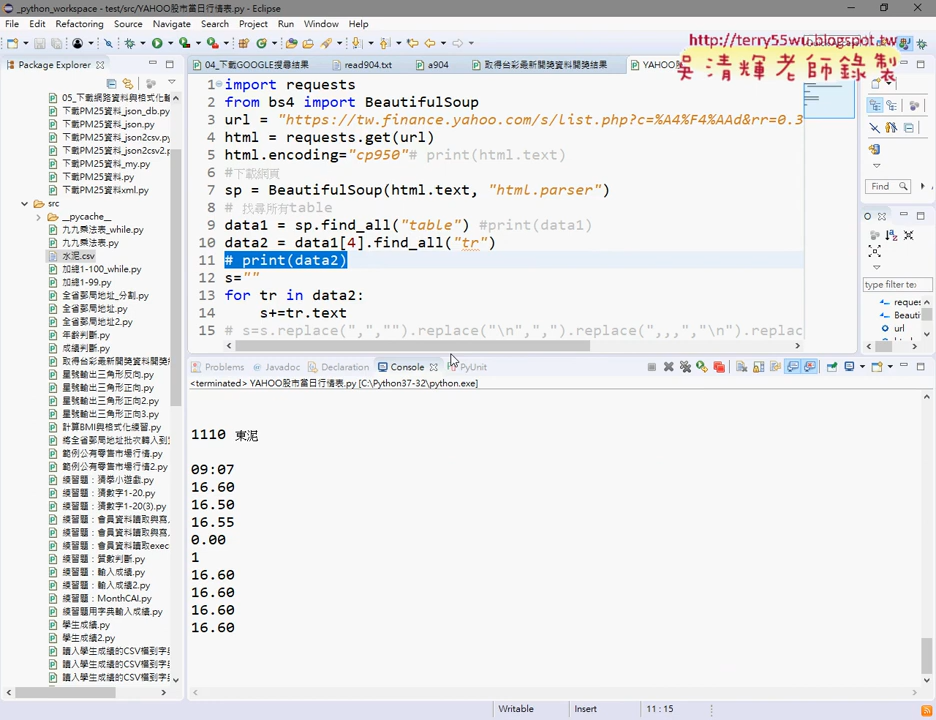 _python_workspace - test/src/YAHOO股市當日行情表.py - Eclipse
File Edit Refactoring Source Navigate Search Project Run Window Help
http://terry55wu.blogspot.tw
吳清輝老師錄製
Package Explorer
04_下載GOOGLE搜尋結果 read904.txt a904 取得台彩最新開獎資料開獎結果 YAHOO
05_下載網路資料與格式化輸
下載PM25資料_json_db.py
下載PM25資料_json.py
下載PM25資料_json2csv.py
下載PM25資料_json2csv2.p
下載PM25資料_my.py
下載PM25資料.py
下載PM25資料xml.py
src
__pycache__
九九乘法表_while.py
九九乘法表.py
水泥.csv
加總1-100_while.py
加總1-99.py
全省郵局地址_分割.py
全省郵局地址.py
全省郵局地址2.py
年齡判斷.py
成績判斷.py
取得台彩最新開獎資料開獎結
星號輸出三角形反向.py
星號輸出三角形正向.py
星號輸出三角形正向2.py
星號輸出三角形正向3.py
計算BMI與格式化練習.py
將全省郵局地址批次轉入到
範例公有零售市場行情.py
範例公有零售市場行情2.py
練習題：猜學小遊戲.py
練習題：猜數字1-20.py
練習題：猜數字1-20(3).py
練習題：會員資料讀取與寫
練習題：會員資料讀取與寫
練習題：會員資料讀取exec
練習題：質數判斷.py
練習題：輸入成績.py
練習題：輸入成績2.py
練習題：MonthCAI.py
練習題用字典輸入成績.py
學生成績.py
學生成績2.py
讀入學生成績的CSV檔到字典
讀入學生成績的CSV檔到字
讀入學生成績的CSV檔到字
1 import requests
2 from bs4 import BeautifulSoup
3 url = "https://tw.finance.yahoo.com/s/list.php?c=%A4%F4%AAd&rr=0.3
4 html = requests.get(url)
5 html.encoding="cp950"# print(html.text)
6 #下載網頁
7 sp = BeautifulSoup(html.text, "html.parser")
8 # 找尋所有table
9 data1 = sp.find_all("table") #print(data1)
10 data2 = data1[4].find_all("tr")
11 # print(data2)
12 s=""
13 for tr in data2:
14 s+=tr.text
15 # s=s.replace(",","").replace("\n",",").replace(",,,","\n").replac
Find
type filter te
reques
Beauti
url
Problems Javadoc Declaration Console PyUnit
<terminated> YAHOO股市當日行情表.py [C:\Python37-32\python.exe]
1110 東泥
09:07
16.60
16.50
16.55
0.00
1
16.60
16.60
16.60
16.60
Writable Insert 11 : 15